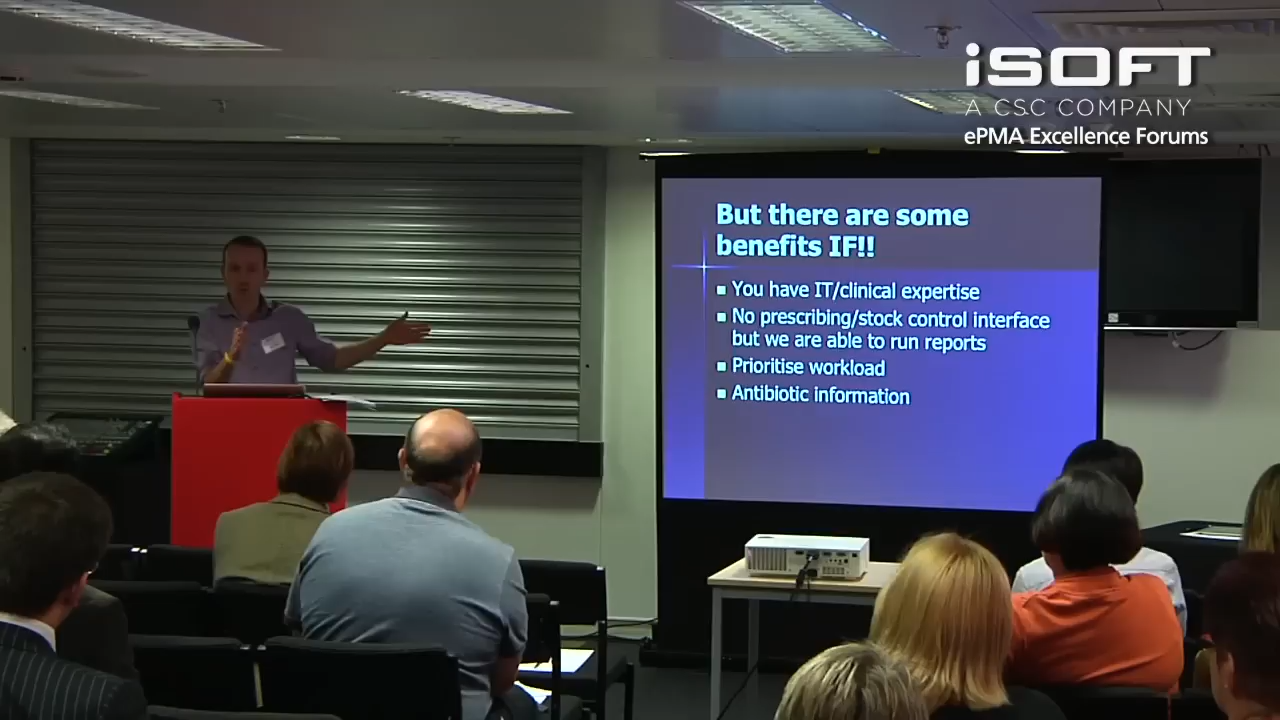 iSOFT
A CSC COMPANY
ePMA Excellence Forums
But there are some
benefits IF!!
You have IT/clinical expertise
No prescribing/stock control interface
but we are able to run reports
Prioritise workload
Antibiotic information